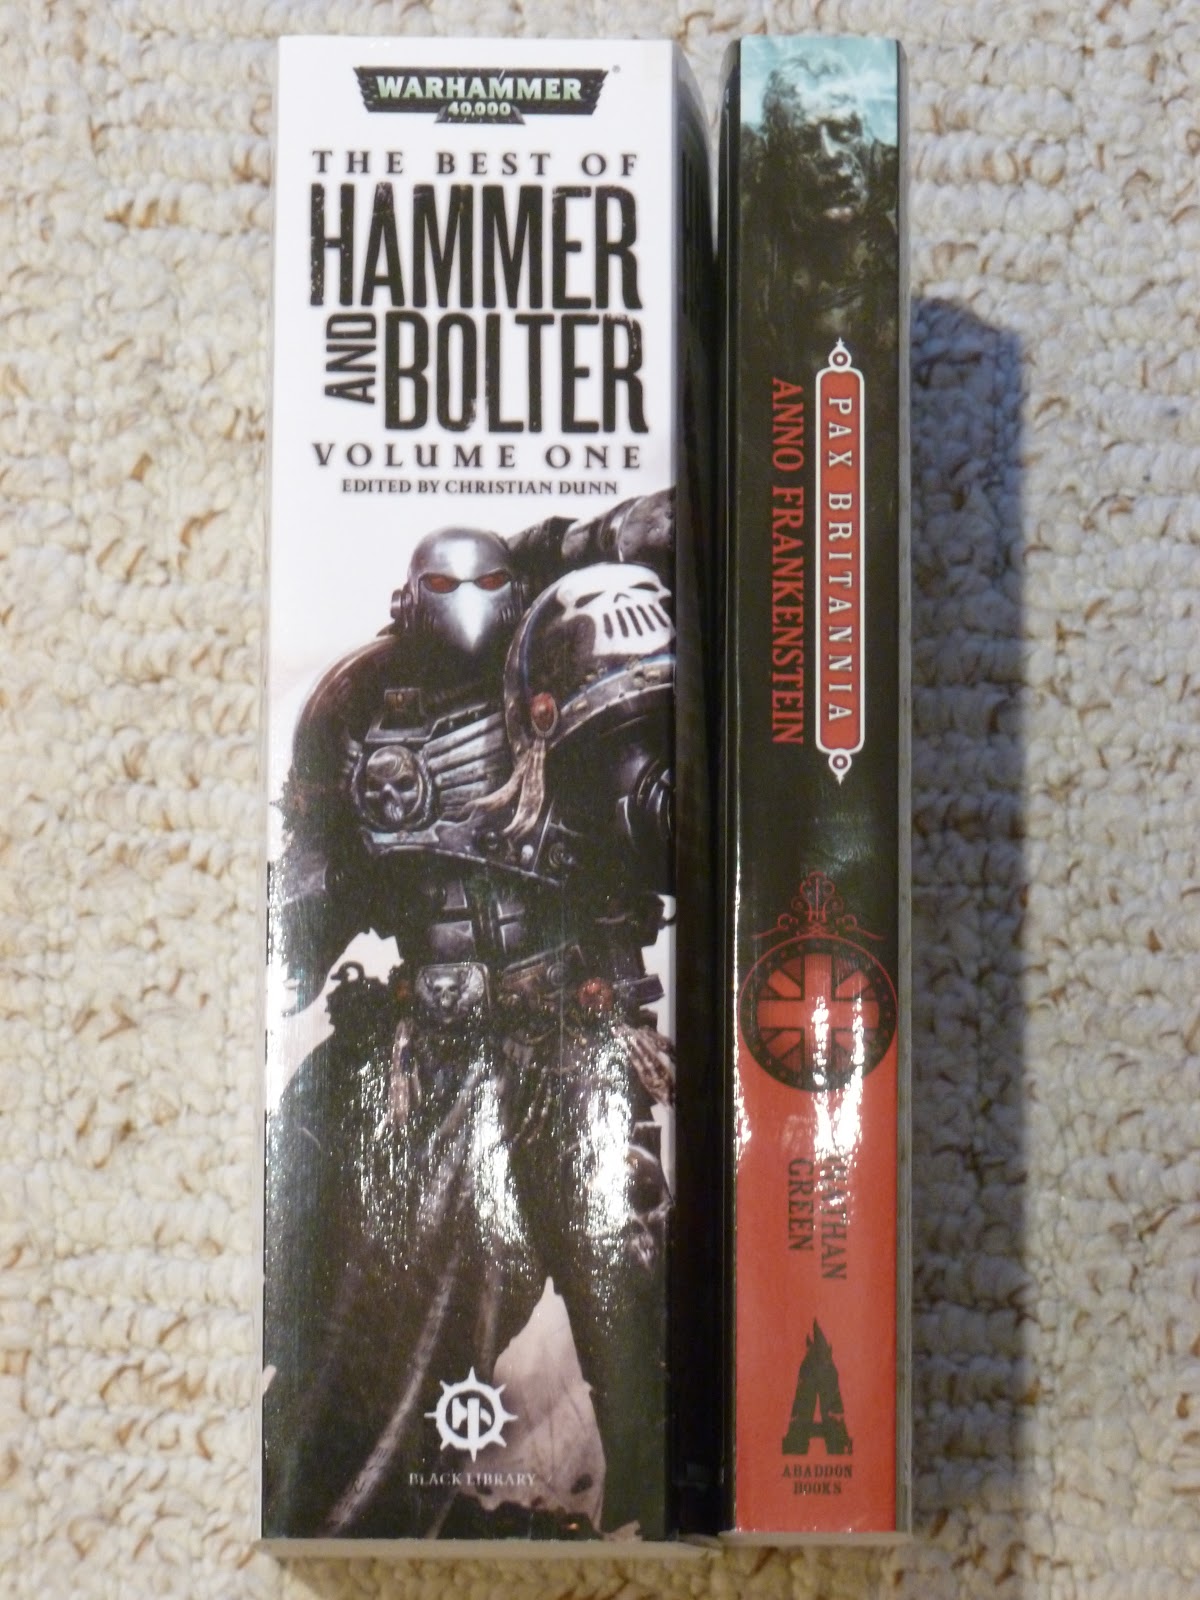 WARHAMMER
40,000
THE BEST OF
HAMMER
AND
BOLTER
VOLUME ONE
EDITED BY CHRISTIAN DUNN
BLACK LIBRARY
PAX BRITANNIA
ANNO FRANKENSTEIN
GREEN
A
ABADDON
BOOKS